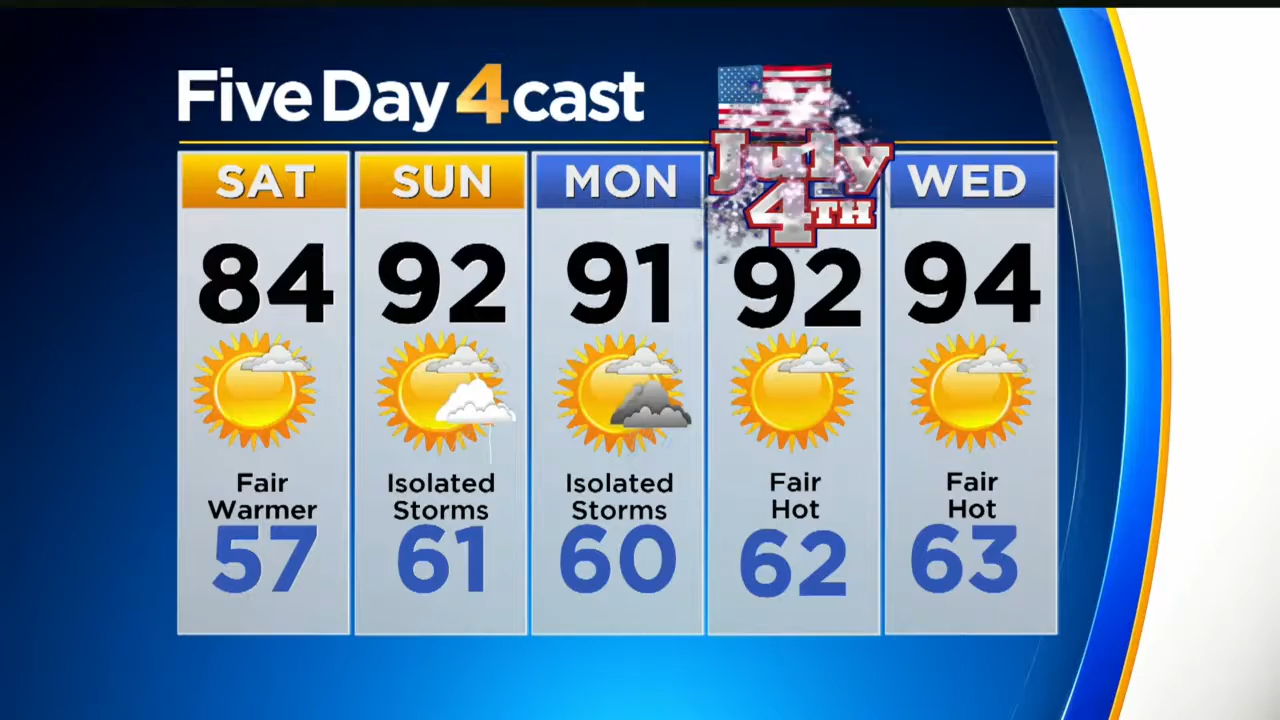 Five Day 4cast
SAT
SUN
MON
July
4TH
WED
84
92
91
92
94
Fair
Warmer
Isolated
Storms
Isolated
Storms
Fair
Hot
Fair
Hot
57
61
60
62
63